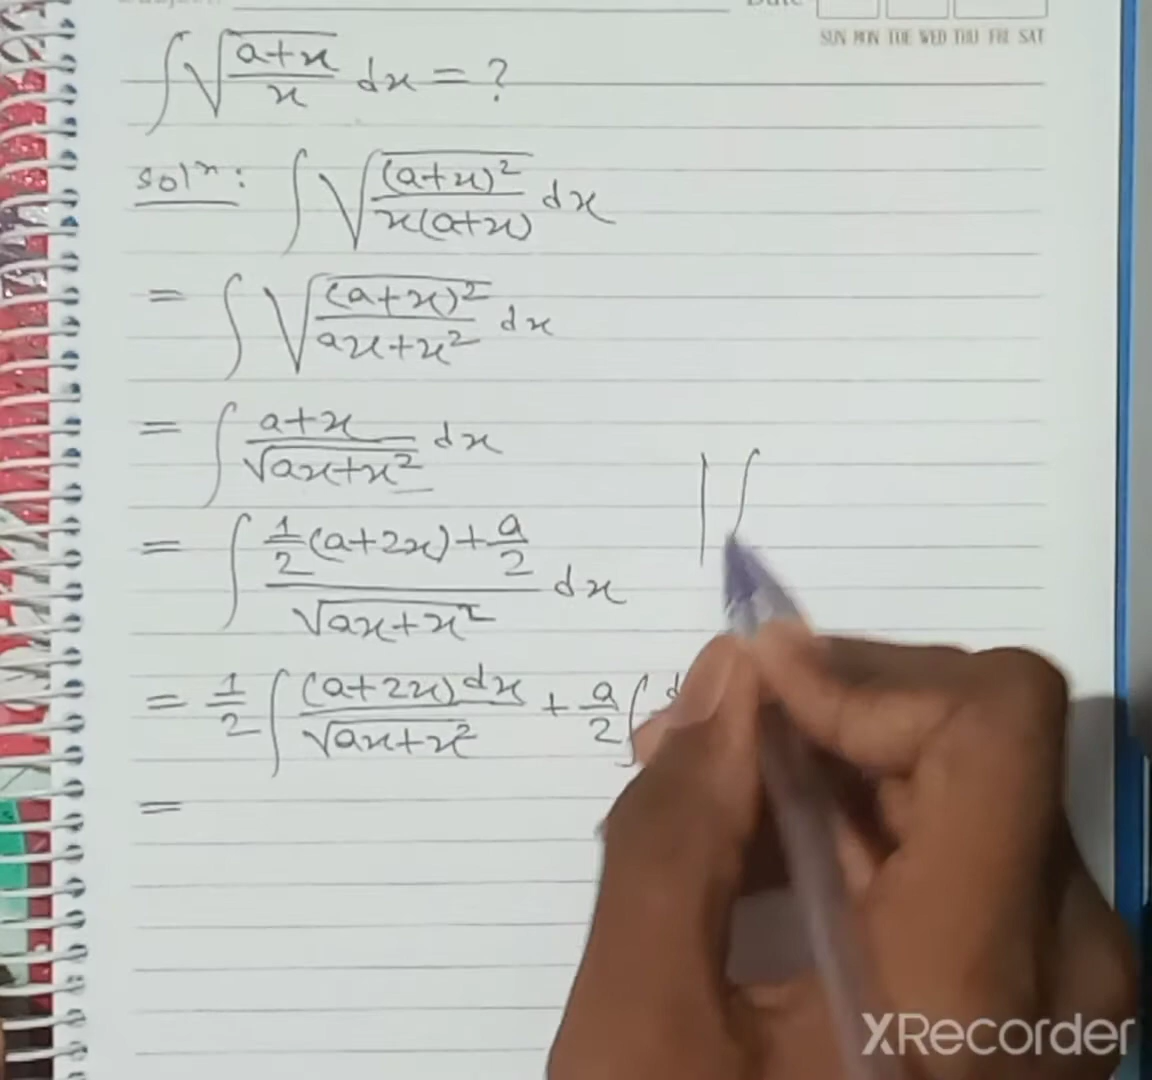 SUN MON TUE WED THU FRI SAT
∫√((a+x)/x) dx = ?
Solⁿ: ∫√((a+x)²/(x(a+x))) dx
= ∫√((a+x)²/(ax+x²)) dx
= ∫ (a+x)/√(ax+x²) dx
= ∫ (1/2(a+2x)+a/2)/√(ax+x²) dx
= 1/2 ∫ (a+2x)dx/√(ax+x²) + a/2 ∫
=
∫
XRecorder